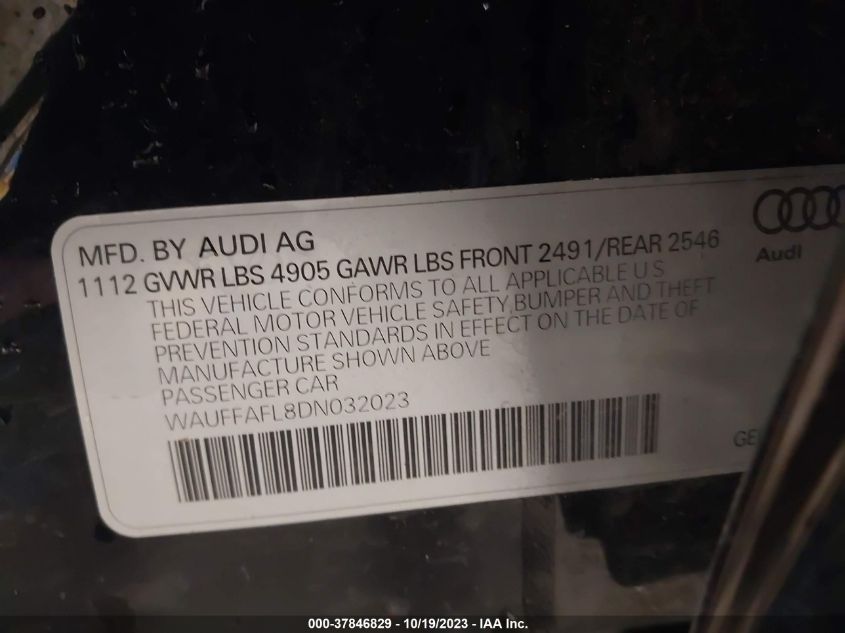 MFD. BY AUDI AG
1112 GVWR LBS 4905 GAWR LBS FRONT 2491/REAR 2546
THIS VEHICLE CONFORMS TO ALL APPLICABLE U S
FEDERAL MOTOR VEHICLE SAFETY, BUMPER AND THEFT
PREVENTION STANDARDS IN EFFECT ON THE DATE OF
MANUFACTURE SHOWN ABOVE
PASSENGER CAR
WAUFFAFL8DN032023
Audi
GE
000-37846829 - 10/19/2023 - IAA Inc.